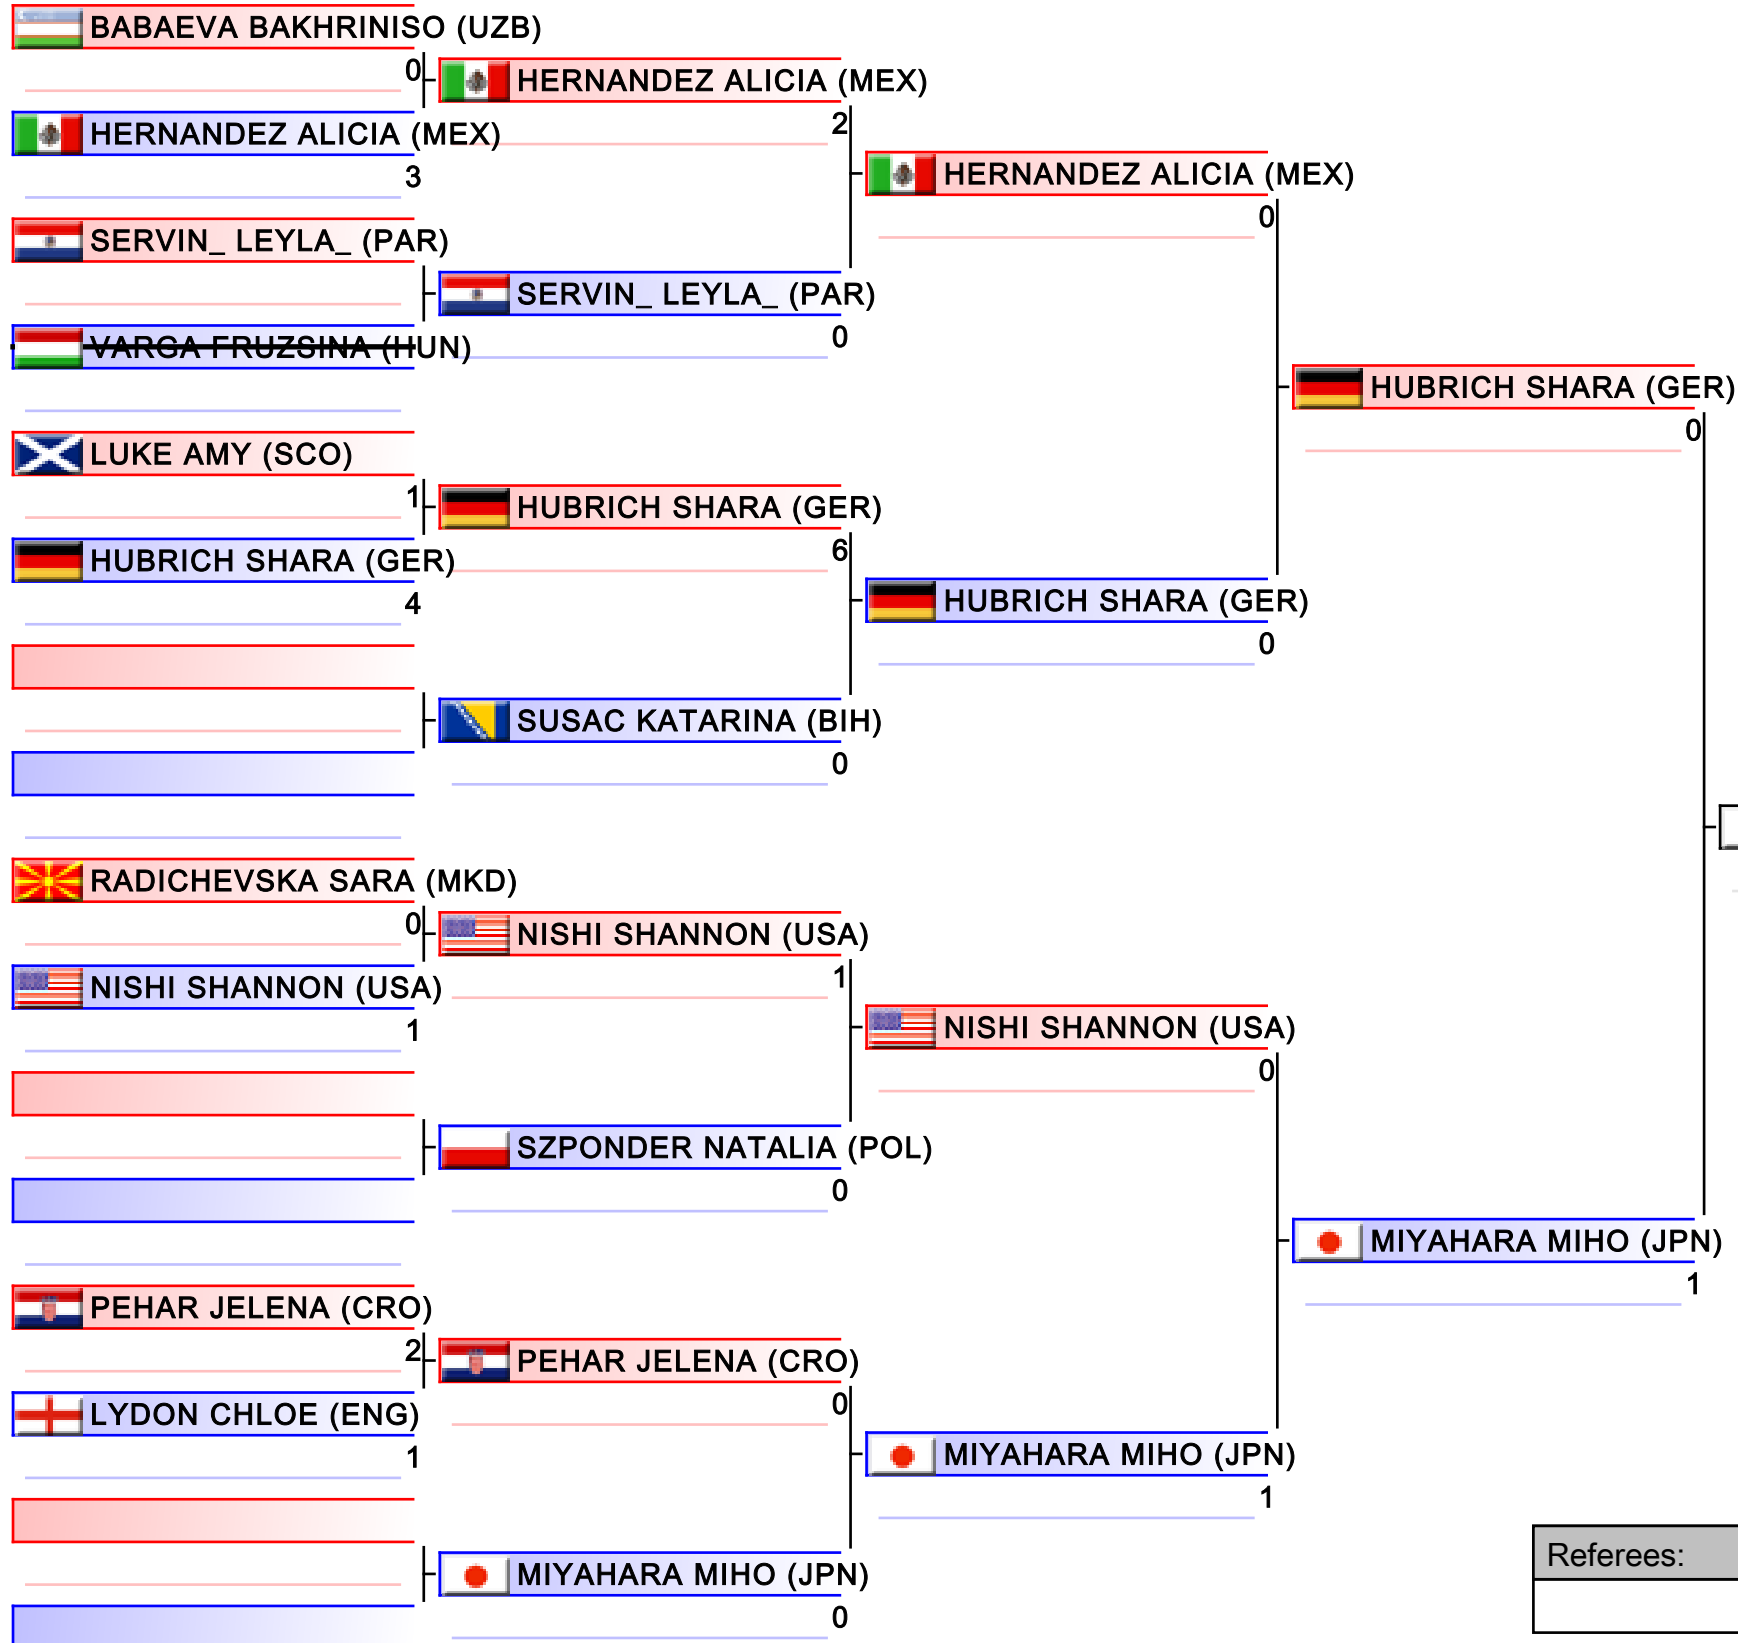 BABAEVA BAKHRINISO (UZB)
0
HERNANDEZ ALICIA (MEX)
3
SERVIN_ LEYLA_ (PAR)
VARGA FRUZSINA (HUN)
LUKE AMY (SCO)
1
HUBRICH SHARA (GER)
4
RADICHEVSKA SARA (MKD)
0
NISHI SHANNON (USA)
1
PEHAR JELENA (CRO)
2
LYDON CHLOE (ENG)
1
HERNANDEZ ALICIA (MEX)
2
SERVIN_ LEYLA_ (PAR)
0
HUBRICH SHARA (GER)
6
SUSAC KATARINA (BIH)
0
NISHI SHANNON (USA)
1
SZPONDER NATALIA (POL)
0
PEHAR JELENA (CRO)
0
MIYAHARA MIHO (JPN)
0
HERNANDEZ ALICIA (MEX)
0
HUBRICH SHARA (GER)
0
NISHI SHANNON (USA)
0
MIYAHARA MIHO (JPN)
1
HUBRICH SHARA (GER)
0
MIYAHARA MIHO (JPN)
1
Referees: